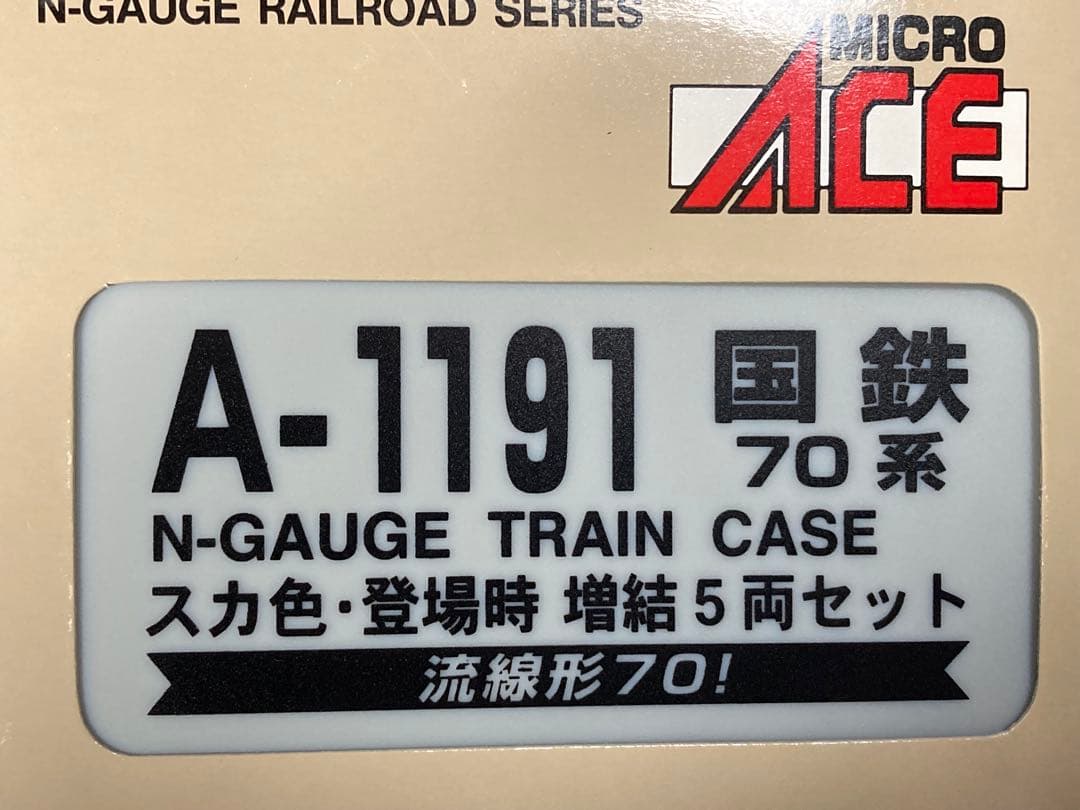 N-GAUGE RAILROAD SERIES
MICRO
ACE
A-1191 国鉄
70系
N-GAUGE TRAIN CASE
スカ色・登場時 増結5両セット
流線形70!